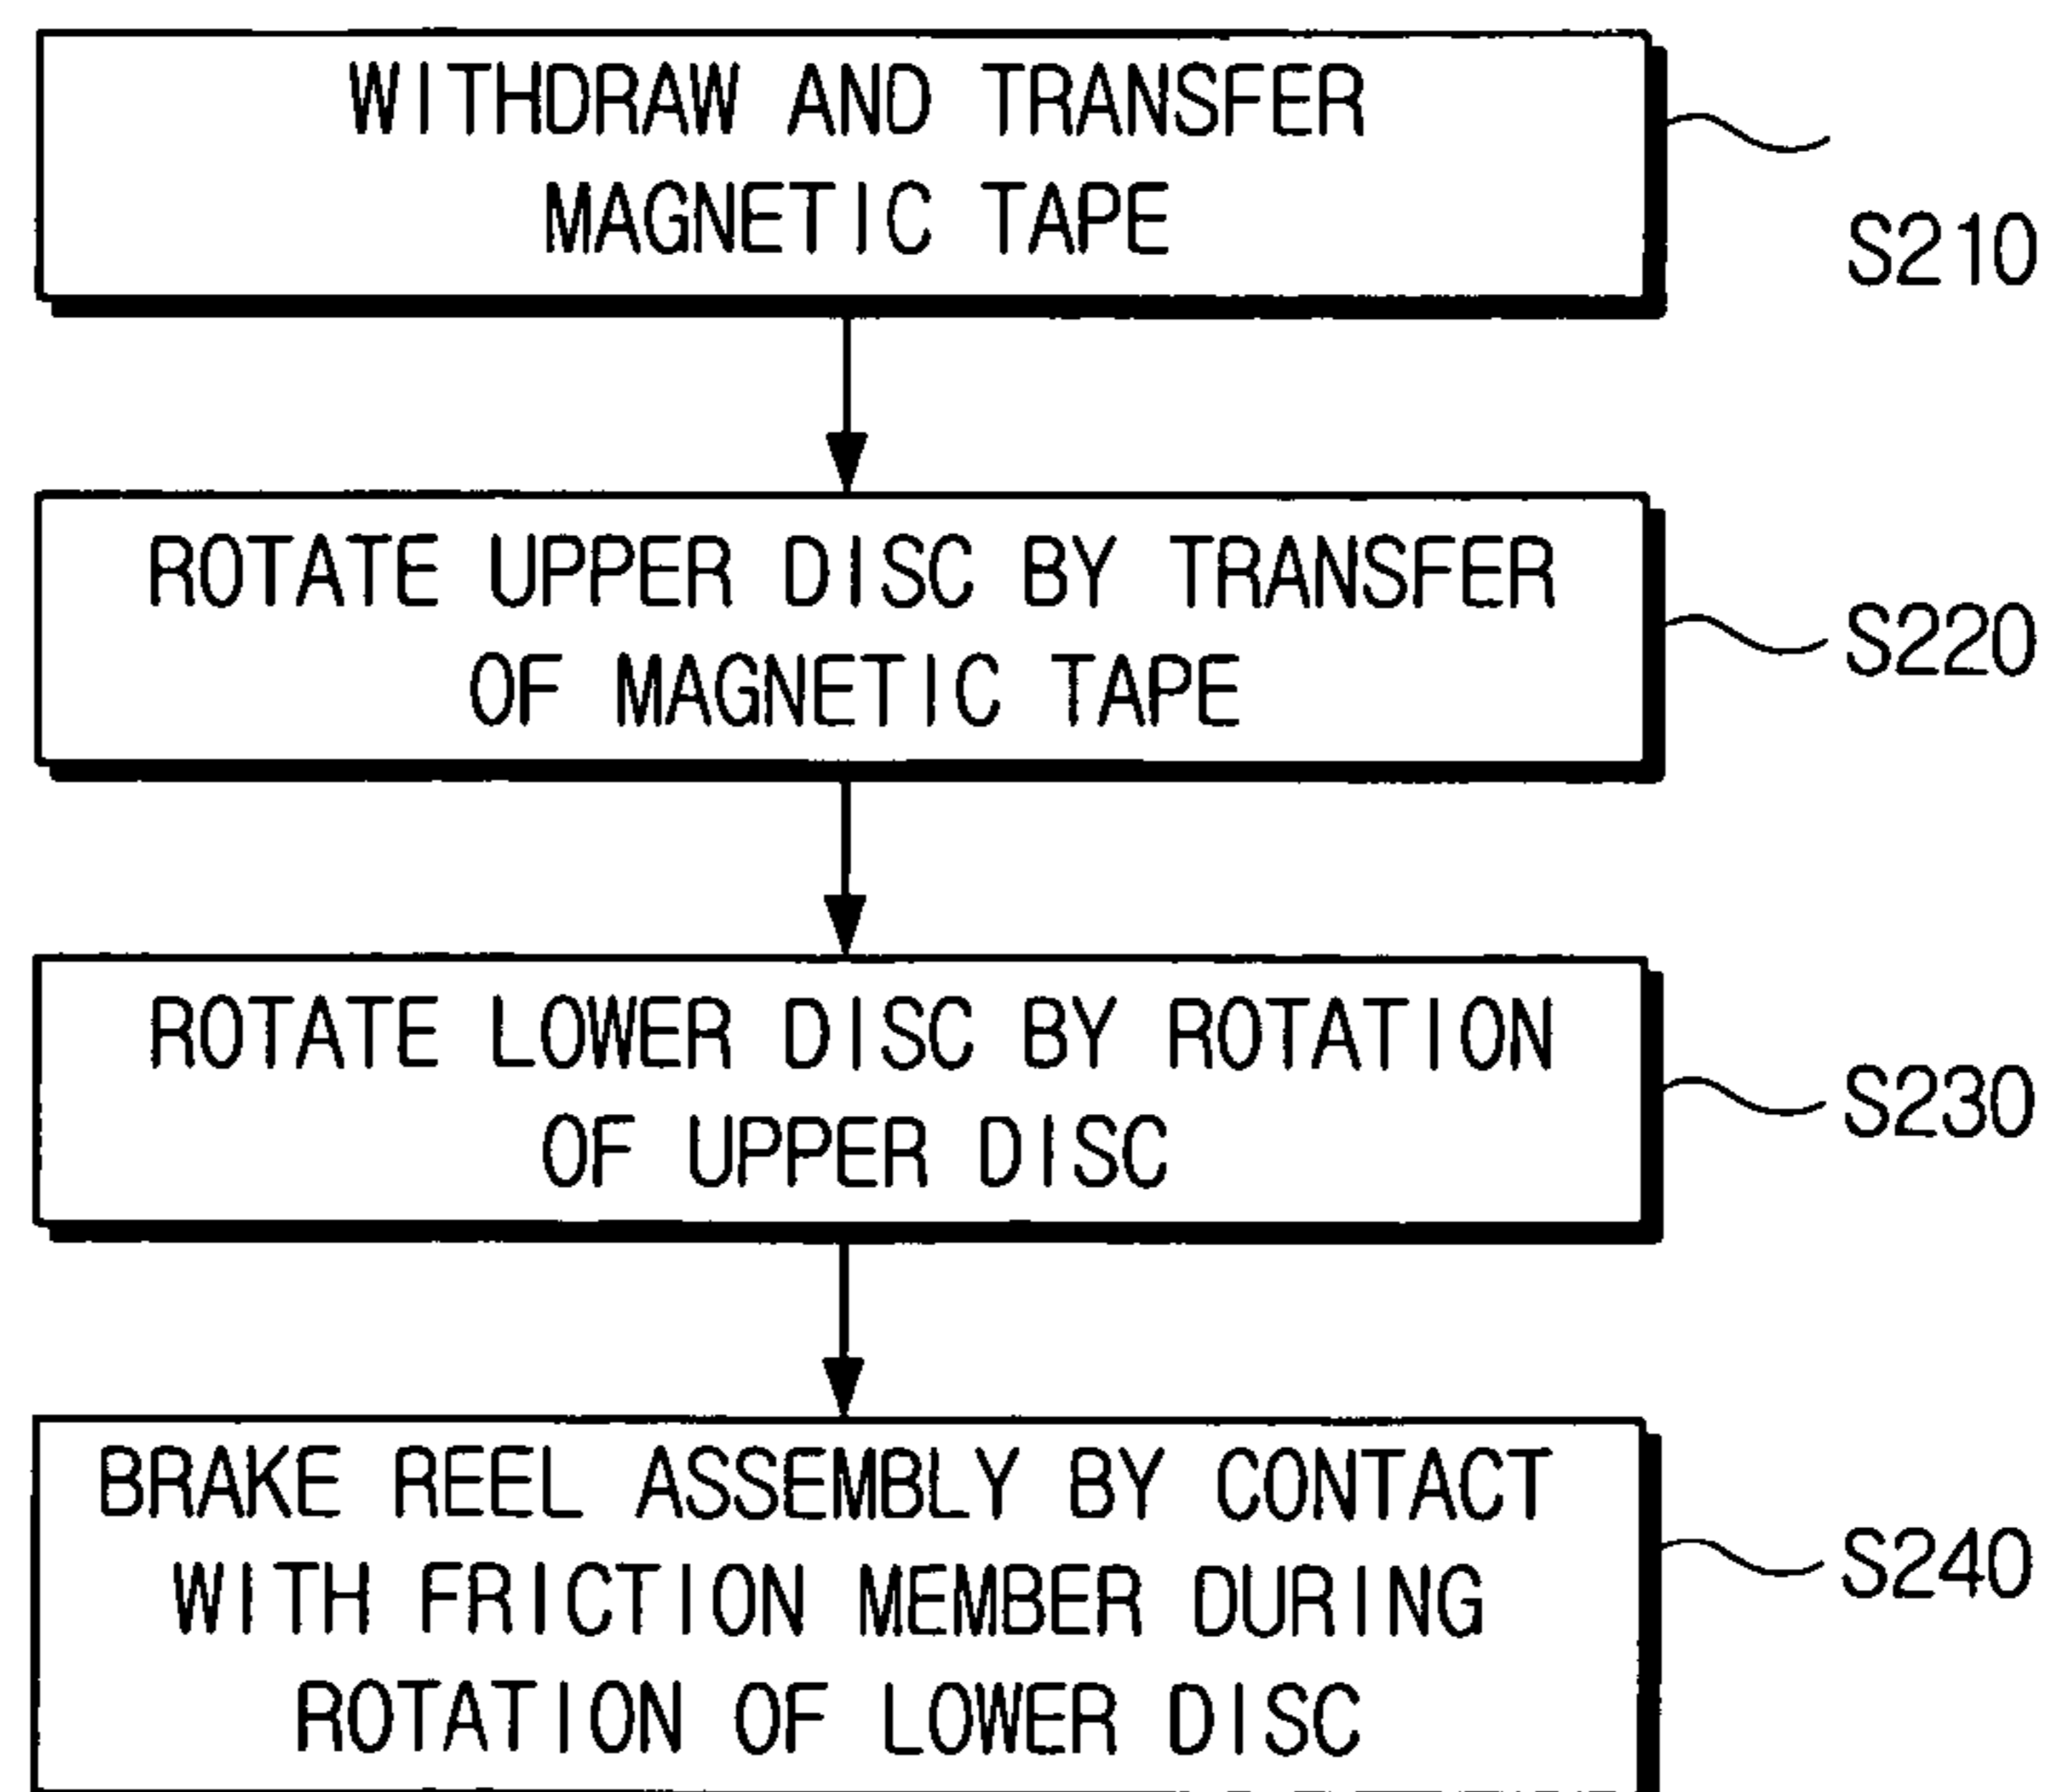 WITHDRAW AND TRANSFER
MAGNETIC TAPE
S210
ROTATE UPPER DISC BY TRANSFER
OF MAGNETIC TAPE
S220
ROTATE LOWER DISC BY ROTATION
OF UPPER DISC
S230
BRAKE REEL ASSEMBLY BY CONTACT
WITH FRICTION MEMBER DURING
ROTATION OF LOWER DISC
S240